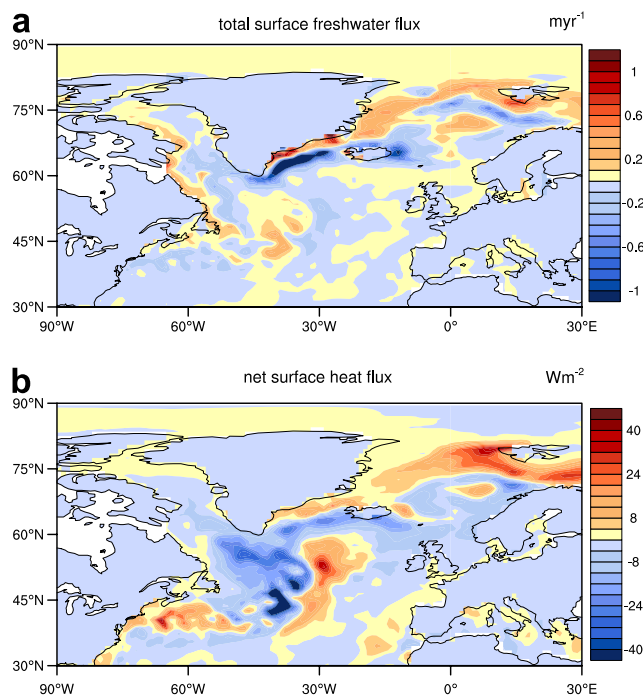 a
total surface freshwater flux
myr-1
90°N
75°N
60°N
45°N
30°N
90°W
60°W
30°W
0°
30°E
1
0.6
0.2
-0.2
-0.6
-1
b
net surface heat flux
Wm-2
90°N
75°N
60°N
45°N
30°N
90°W
60°W
30°W
0°
30°E
40
24
8
-8
-24
-40